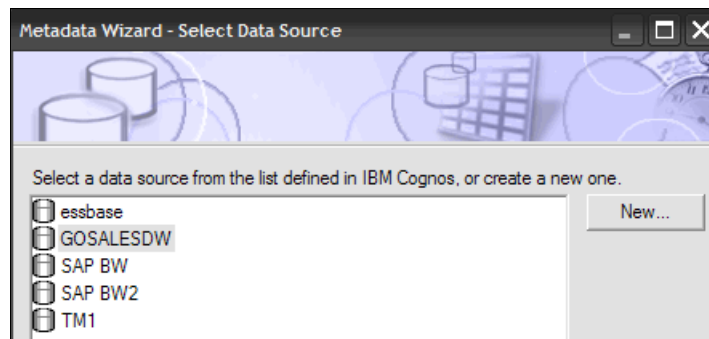 Metadata Wizard - Select Data Source
Select a data source from the list defined in IBM Cognos, or create a new one.
essbase
New...
GOSALESDW
SAP BW
SAP BW2
TM1